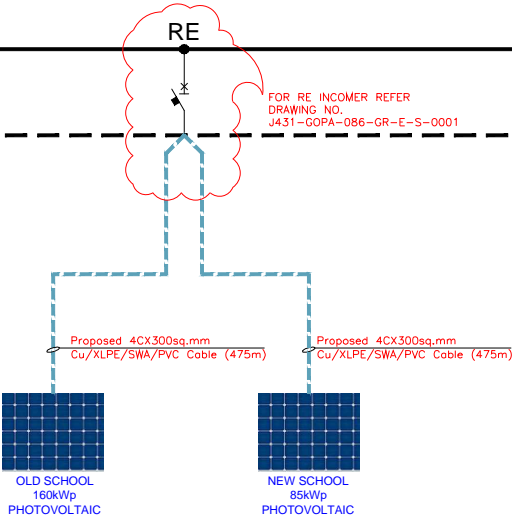 RE
FOR RE INCOMER REFER
DRAWING NO.
J431-GOPA-086-GR-E-S-0001
Proposed 4CX300sq.mm
Cu/XLPE/SWA/PVC Cable (475m)
Proposed 4CX300sq.mm
Cu/XLPE/SWA/PVC Cable (475m)
OLD SCHOOL
160kWp
PHOTOVOLTAIC
NEW SCHOOL
85kWp
PHOTOVOLTAIC